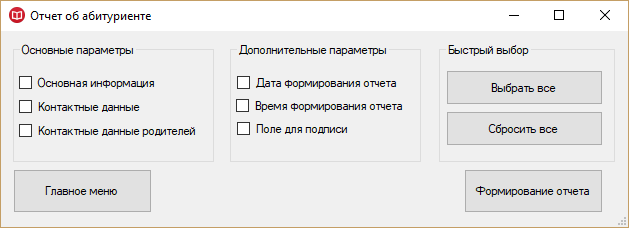 Отчет об абитуриенте
Основные параметры
Основная информация
Контактные данные
Контактные данные родителей
Дополнительные параметры
Дата формирования отчета
Время формирования отчета
Поле для подписи
Быстрый выбор
Выбрать все
Сбросить все
Главное меню
Формирование отчета